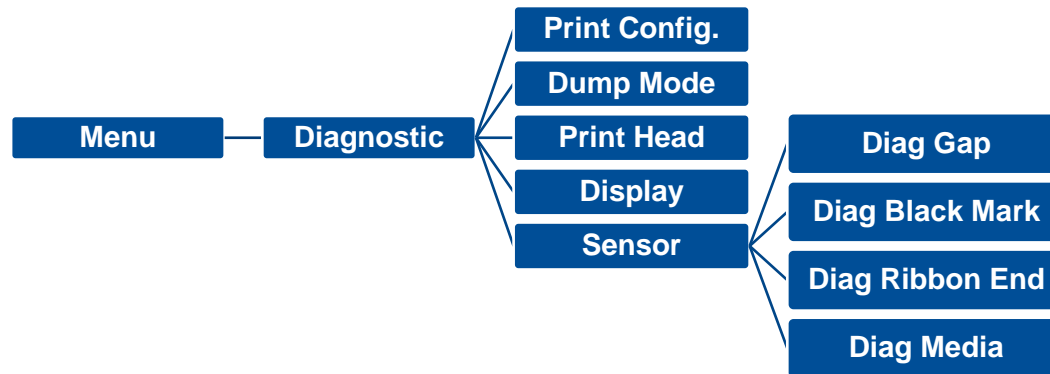 Menu
Diagnostic
Print Config.
Dump Mode
Print Head
Display
Sensor
Diag Gap
Diag Black Mark
Diag Ribbon End
Diag Media